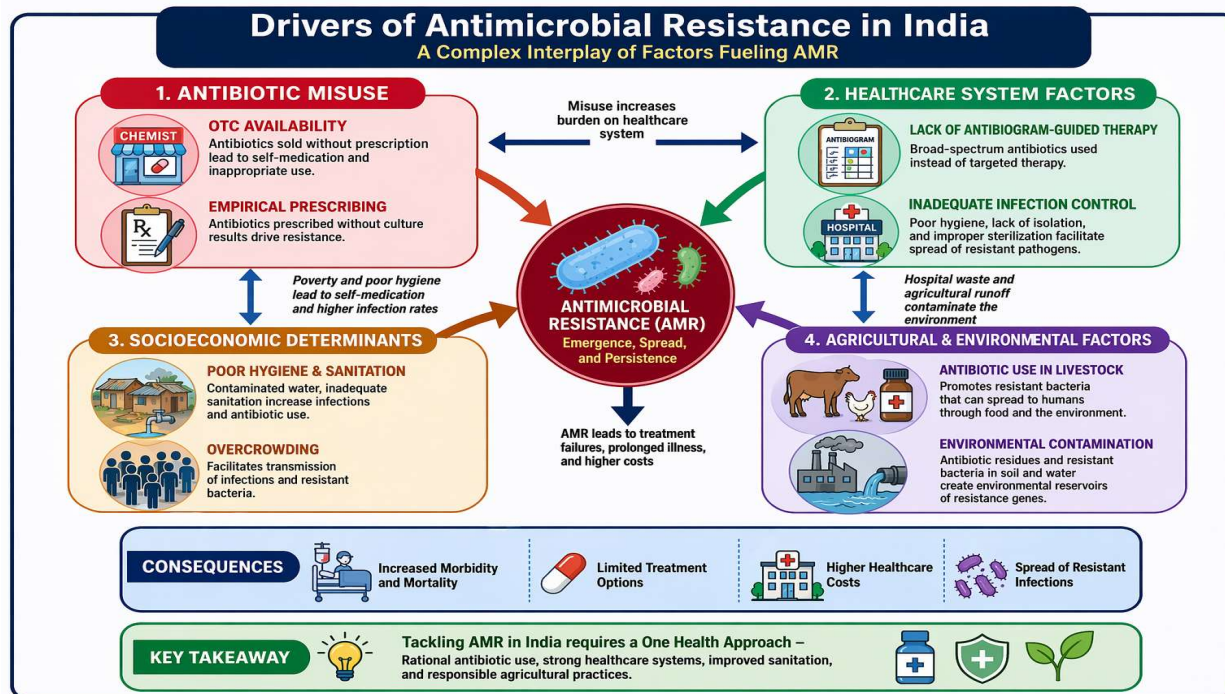 Drivers of Antimicrobial Resistance in India
A Complex Interplay of Factors Fueling AMR
1. ANTIBIOTIC MISUSE
CHEMIST
OTC AVAILABILITY
Antibiotics sold without prescription
lead to self-medication and
inappropriate use.
Rx
EMPIRICAL PRESCRIBING
Antibiotics prescribed without culture
results drive resistance.
Misuse increases
burden on healthcare
system
2. HEALTHCARE SYSTEM FACTORS
ANTIBIOGRAM
LACK OF ANTIBIOGRAM-GUIDED THERAPY
Broad-spectrum antibiotics used
instead of targeted therapy.
HOSPITAL
INADEQUATE INFECTION CONTROL
Poor hygiene, lack of isolation,
and improper sterilization facilitate
spread of resistant pathogens.
Poverty and poor hygiene
lead to self-medication
and higher infection rates
ANTIMICROBIAL
RESISTANCE (AMR)
Emergence, Spread,
and Persistence
Hospital waste and
agricultural runoff
contaminate the
environment
3. SOCIOECONOMIC DETERMINANTS
POOR HYGIENE & SANITATION
Contaminated water, inadequate
sanitation increase infections
and antibiotic use.
OVERCROWDING
Facilitates transmission
of infections and resistant
bacteria.
AMR leads to treatment
failures, prolonged illness,
and higher costs
4. AGRICULTURAL & ENVIRONMENTAL FACTORS
ANTIBIOTIC USE IN LIVESTOCK
Promotes resistant bacteria
that can spread to humans
through food and the environment.
ENVIRONMENTAL CONTAMINATION
Antibiotic residues and resistant
bacteria in soil and water
create environmental reservoirs
of resistance genes.
CONSEQUENCES
Increased Morbidity
and Mortality
Limited Treatment
Options
Higher Healthcare
Costs
Spread of Resistant
Infections
KEY TAKEAWAY
Tackling AMR in India requires a One Health Approach –
Rational antibiotic use, strong healthcare systems, improved sanitation,
and responsible agricultural practices.